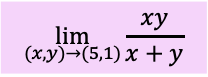 lim (x,y)→(5,1) xy / x + y